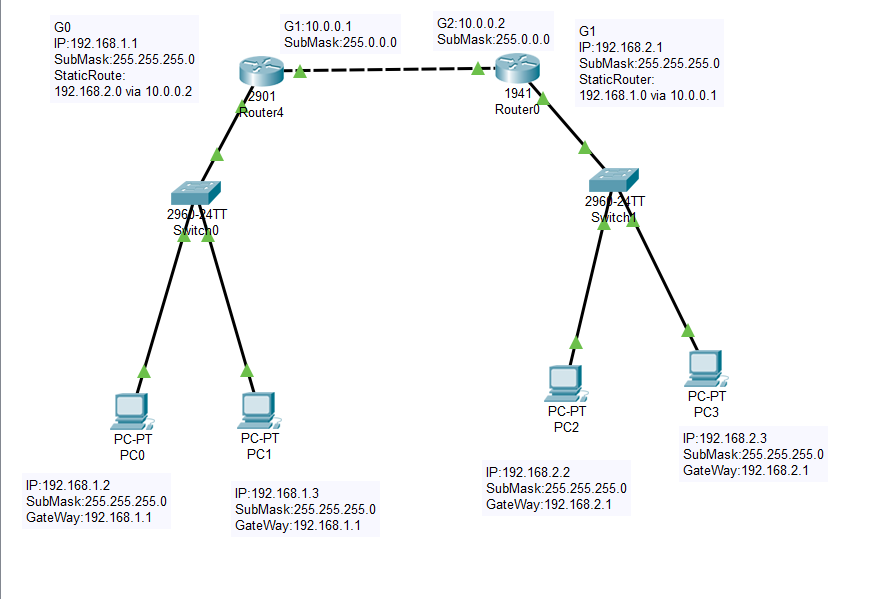 G0
IP:192.168.1.1
SubMask:255.255.255.0
StaticRoute:
192.168.2.0 via 10.0.0.2
G1:10.0.0.1
SubMask:255.0.0.0
G2:10.0.0.2
SubMask:255.0.0.0
G1
IP:192.168.2.1
SubMask:255.255.255.0
StaticRouter:
192.168.1.0 via 10.0.0.1
2901
Router4
1941
Router0
2960-24TT
Switch0
2960-24TT
Switch1
PC-PT
PC0
PC-PT
PC1
PC-PT
PC2
PC-PT
PC3
IP:192.168.1.2
SubMask:255.255.255.0
GateWay:192.168.1.1
IP:192.168.1.3
SubMask:255.255.255.0
GateWay:192.168.1.1
IP:192.168.2.2
SubMask:255.255.255.0
GateWay:192.168.2.1
IP:192.168.2.3
SubMask:255.255.255.0
GateWay:192.168.2.1